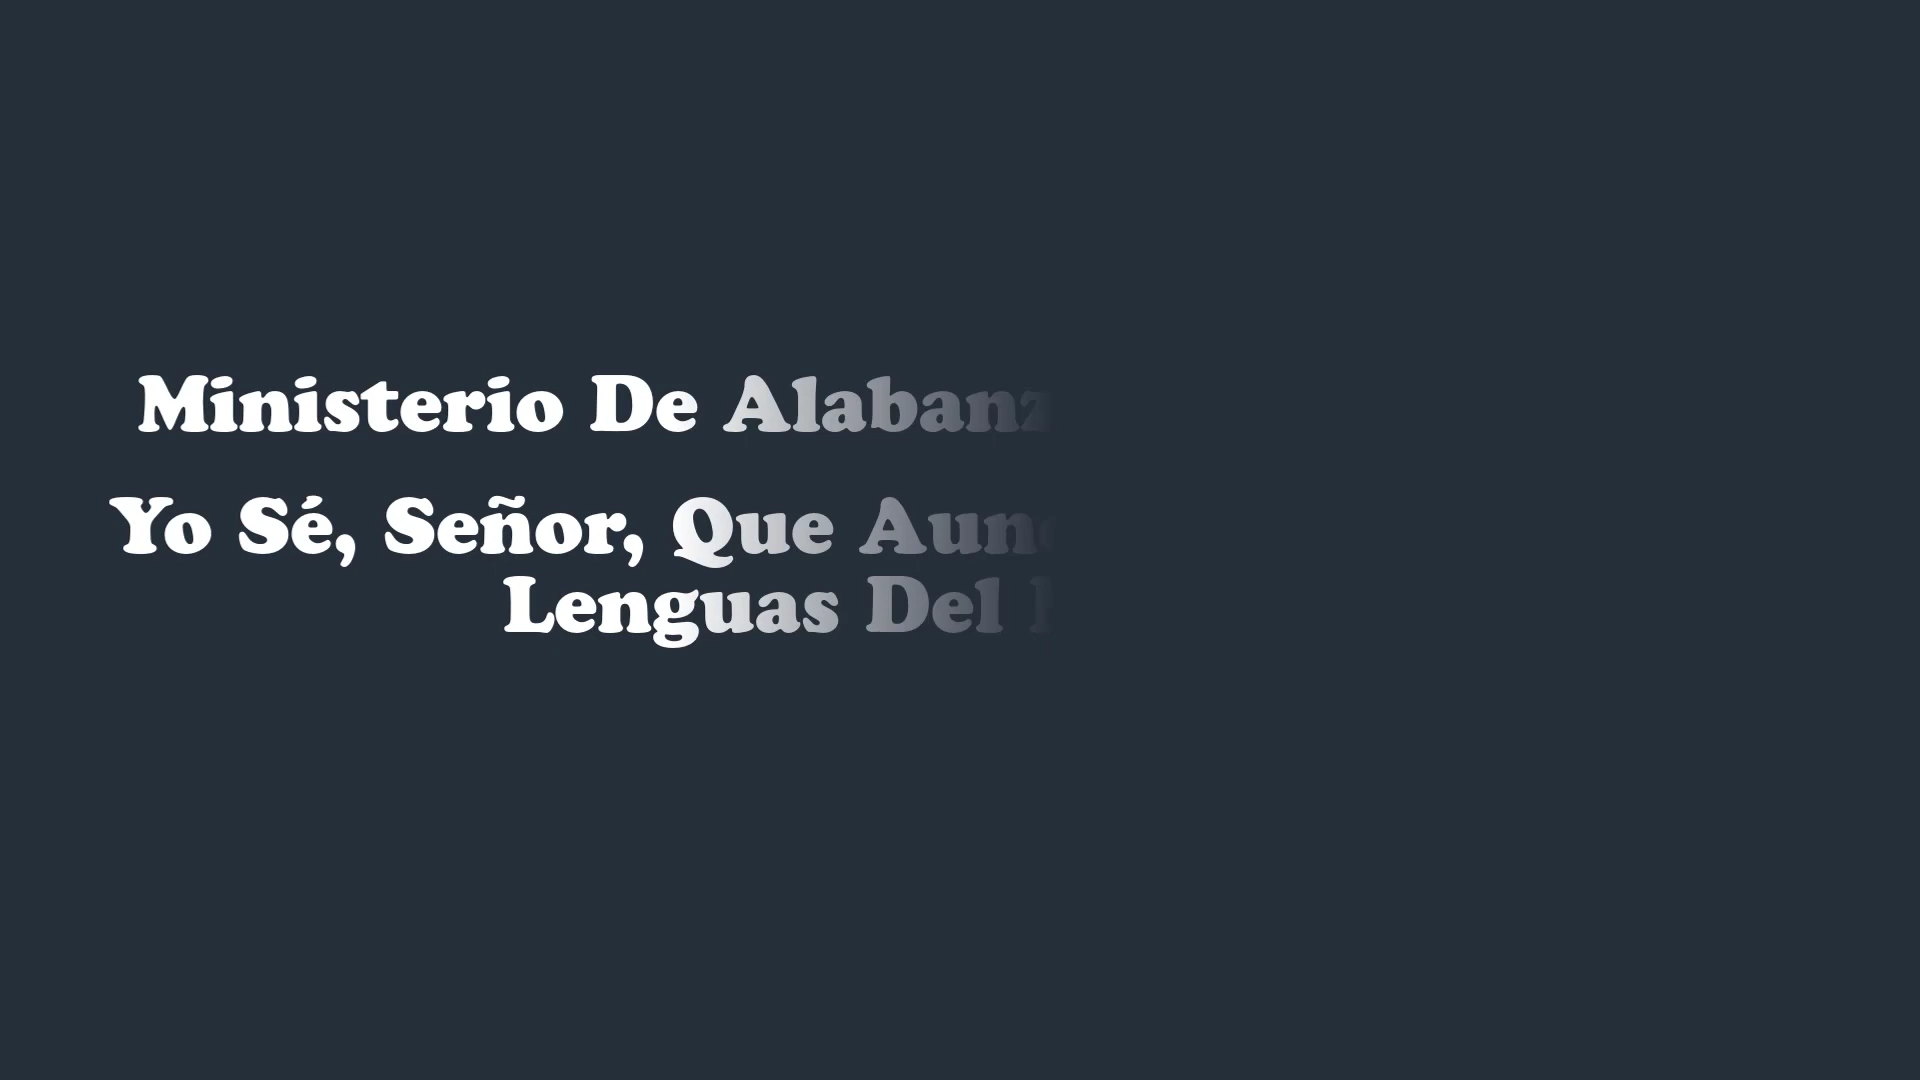 Ministerio De Alabanz
Yo Sé, Señor, Que Aun
Lenguas Del